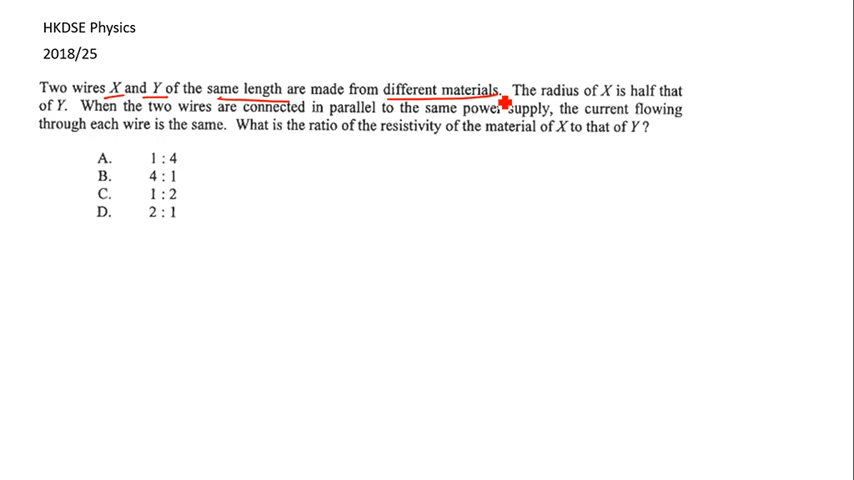 HKDSE Physics
2018/25
Two wires X and Y of the same length are made from different materials. The radius of X is half that
of Y. When the two wires are connected in parallel to the same power supply, the current flowing
through each wire is the same. What is the ratio of the resistivity of the material of X to that of Y?
A. 1 : 4
B. 4 : 1
C. 1 : 2
D. 2 : 1